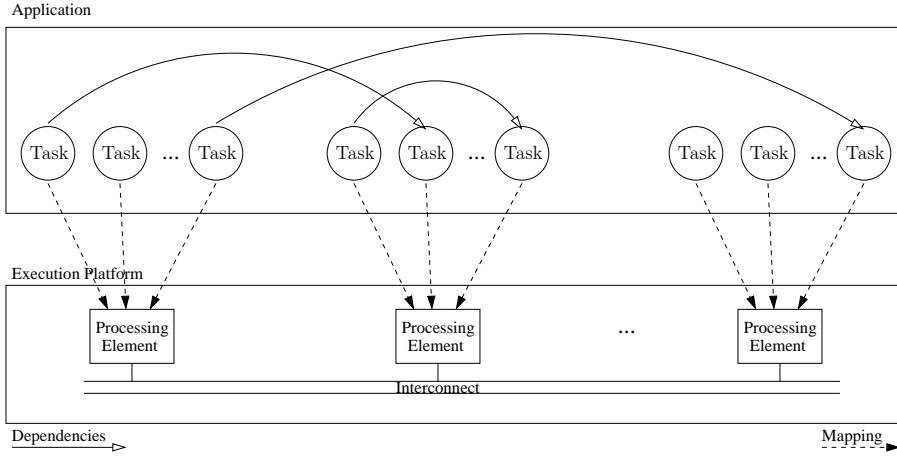 Application
Task Task ... Task Task Task ... Task Task Task ... Task
Execution Platform
Processing Element Processing Element ... Processing Element
Interconnect
Dependencies Mapping